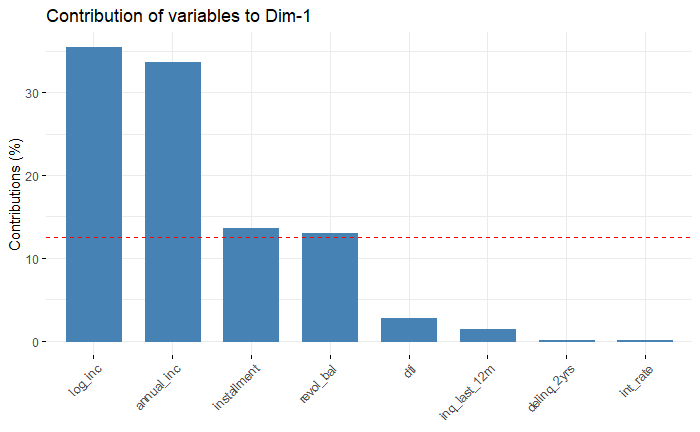 Contribution of variables to Dim-1
Contributions (%)
30
20
10
0
log_inc
annual_inc
installment
revol_bal
dti
inq_last_12m
delinq_2yrs
int_rate